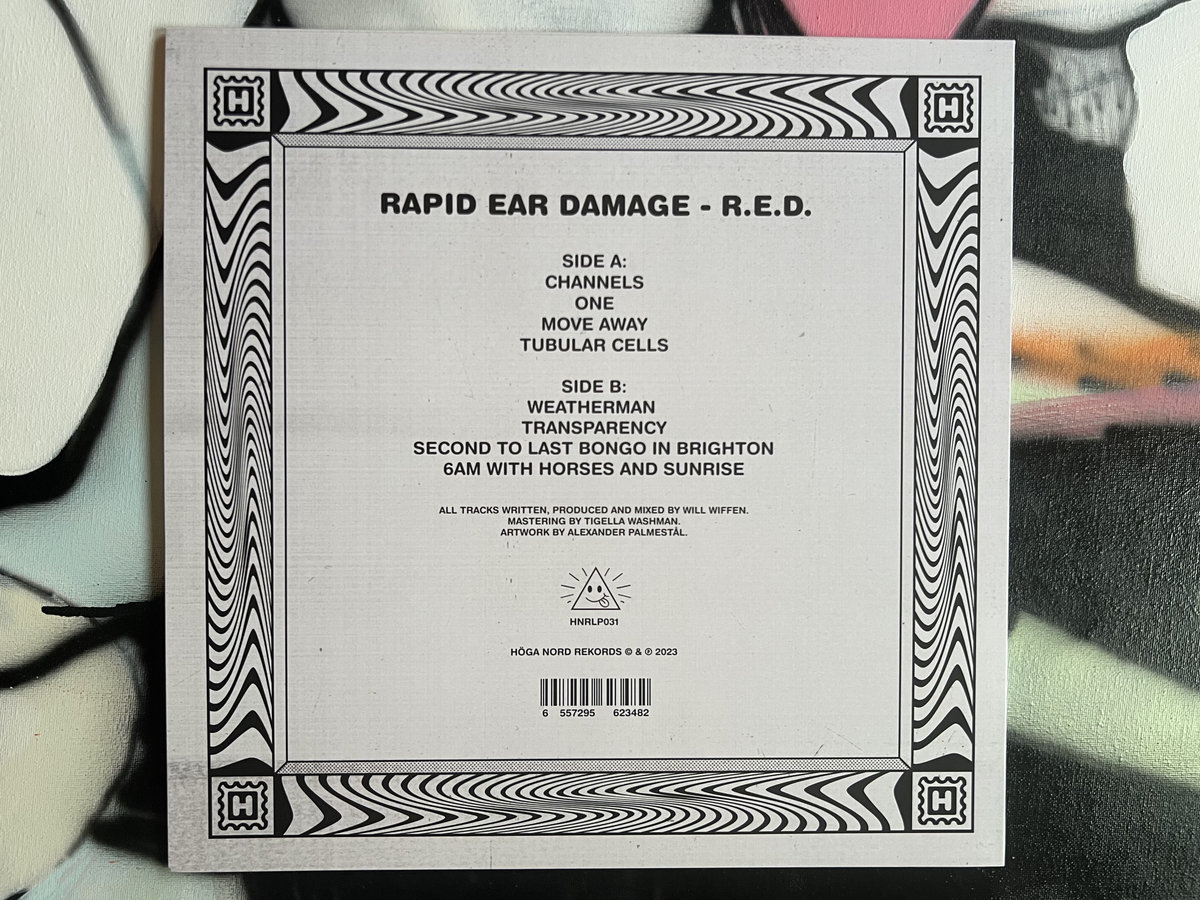 H H
RAPID EAR DAMAGE - R.E.D.
SIDE A:
CHANNELS
ONE
MOVE AWAY
TUBULAR CELLS
SIDE B:
WEATHERMAN
TRANSPARENCY
SECOND TO LAST BONGO IN BRIGHTON
6AM WITH HORSES AND SUNRISE
ALL TRACKS WRITTEN, PRODUCED AND MIXED BY WILL WIFFEN.
MASTERING BY TIGELLA WASHMAN.
ARTWORK BY ALEXANDER PALMESTÅL.
HNRLP031
HÖGA NORD REKORDS © & ℗ 2023
6 557295 623482
H H